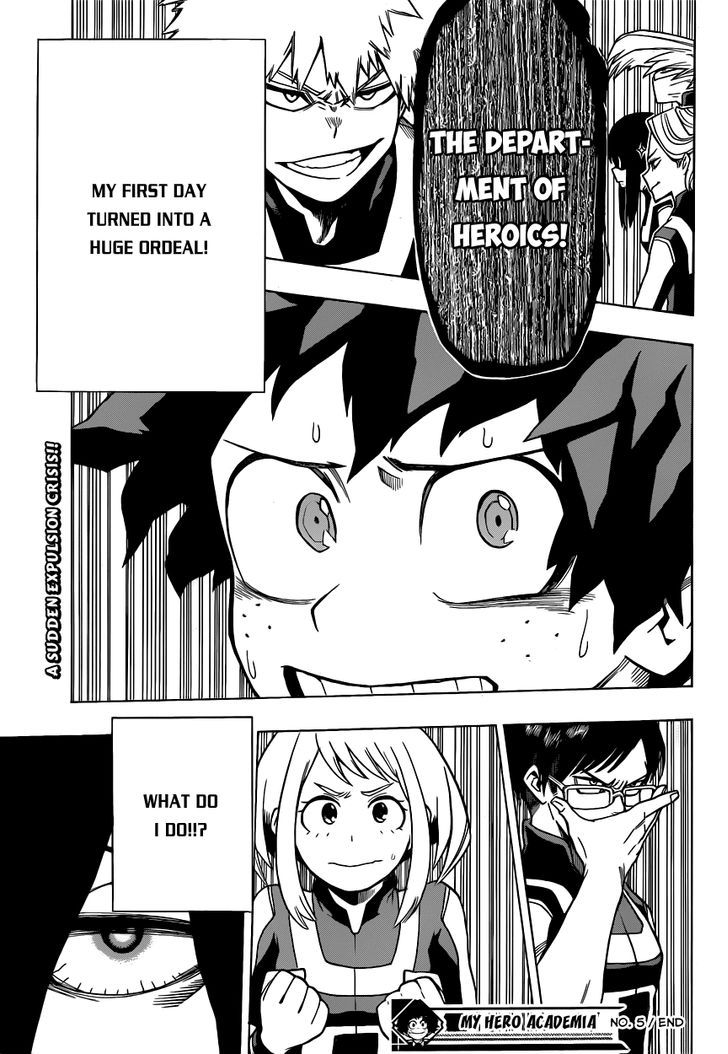 THE DEPART-
MENT OF
HEROICS!
MY FIRST DAY
TURNED INTO A
HUGE ORDEAL!
A SUDDEN EXPULSION CRISIS!!
WHAT DO
I DO!!?
MY HERO ACADEMIA NO. 5 / END